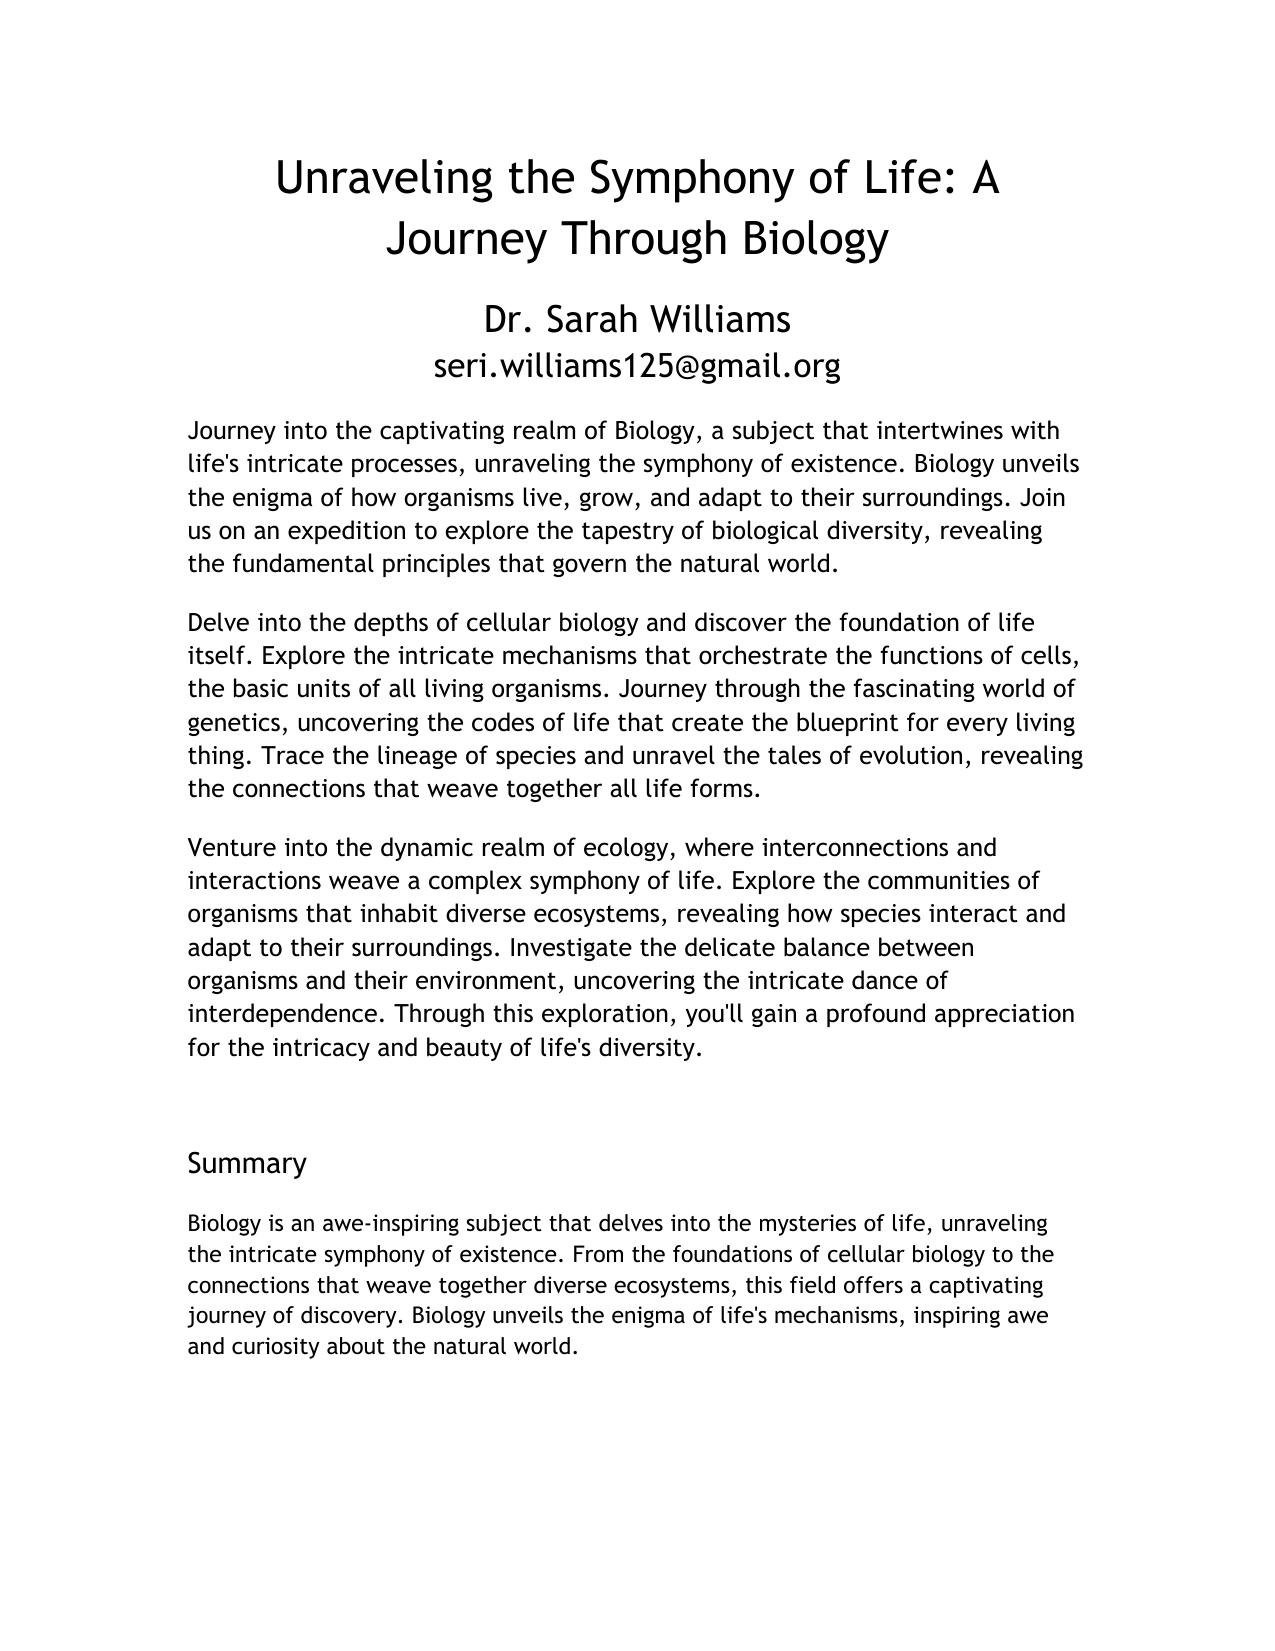 Unraveling the Symphony of Life: A
Journey Through Biology
Dr. Sarah Williams
seri.williams125@gmail.org
Journey into the captivating realm of Biology, a subject that intertwines with
life's intricate processes, unraveling the symphony of existence. Biology unveils
the enigma of how organisms live, grow, and adapt to their surroundings. Join
us on an expedition to explore the tapestry of biological diversity, revealing
the fundamental principles that govern the natural world.
Delve into the depths of cellular biology and discover the foundation of life
itself. Explore the intricate mechanisms that orchestrate the functions of cells,
the basic units of all living organisms. Journey through the fascinating world of
genetics, uncovering the codes of life that create the blueprint for every living
thing. Trace the lineage of species and unravel the tales of evolution, revealing
the connections that weave together all life forms.
Venture into the dynamic realm of ecology, where interconnections and
interactions weave a complex symphony of life. Explore the communities of
organisms that inhabit diverse ecosystems, revealing how species interact and
adapt to their surroundings. Investigate the delicate balance between
organisms and their environment, uncovering the intricate dance of
interdependence. Through this exploration, you'll gain a profound appreciation
for the intricacy and beauty of life's diversity.
Summary
Biology is an awe-inspiring subject that delves into the mysteries of life, unraveling
the intricate symphony of existence. From the foundations of cellular biology to the
connections that weave together diverse ecosystems, this field offers a captivating
journey of discovery. Biology unveils the enigma of life's mechanisms, inspiring awe
and curiosity about the natural world.